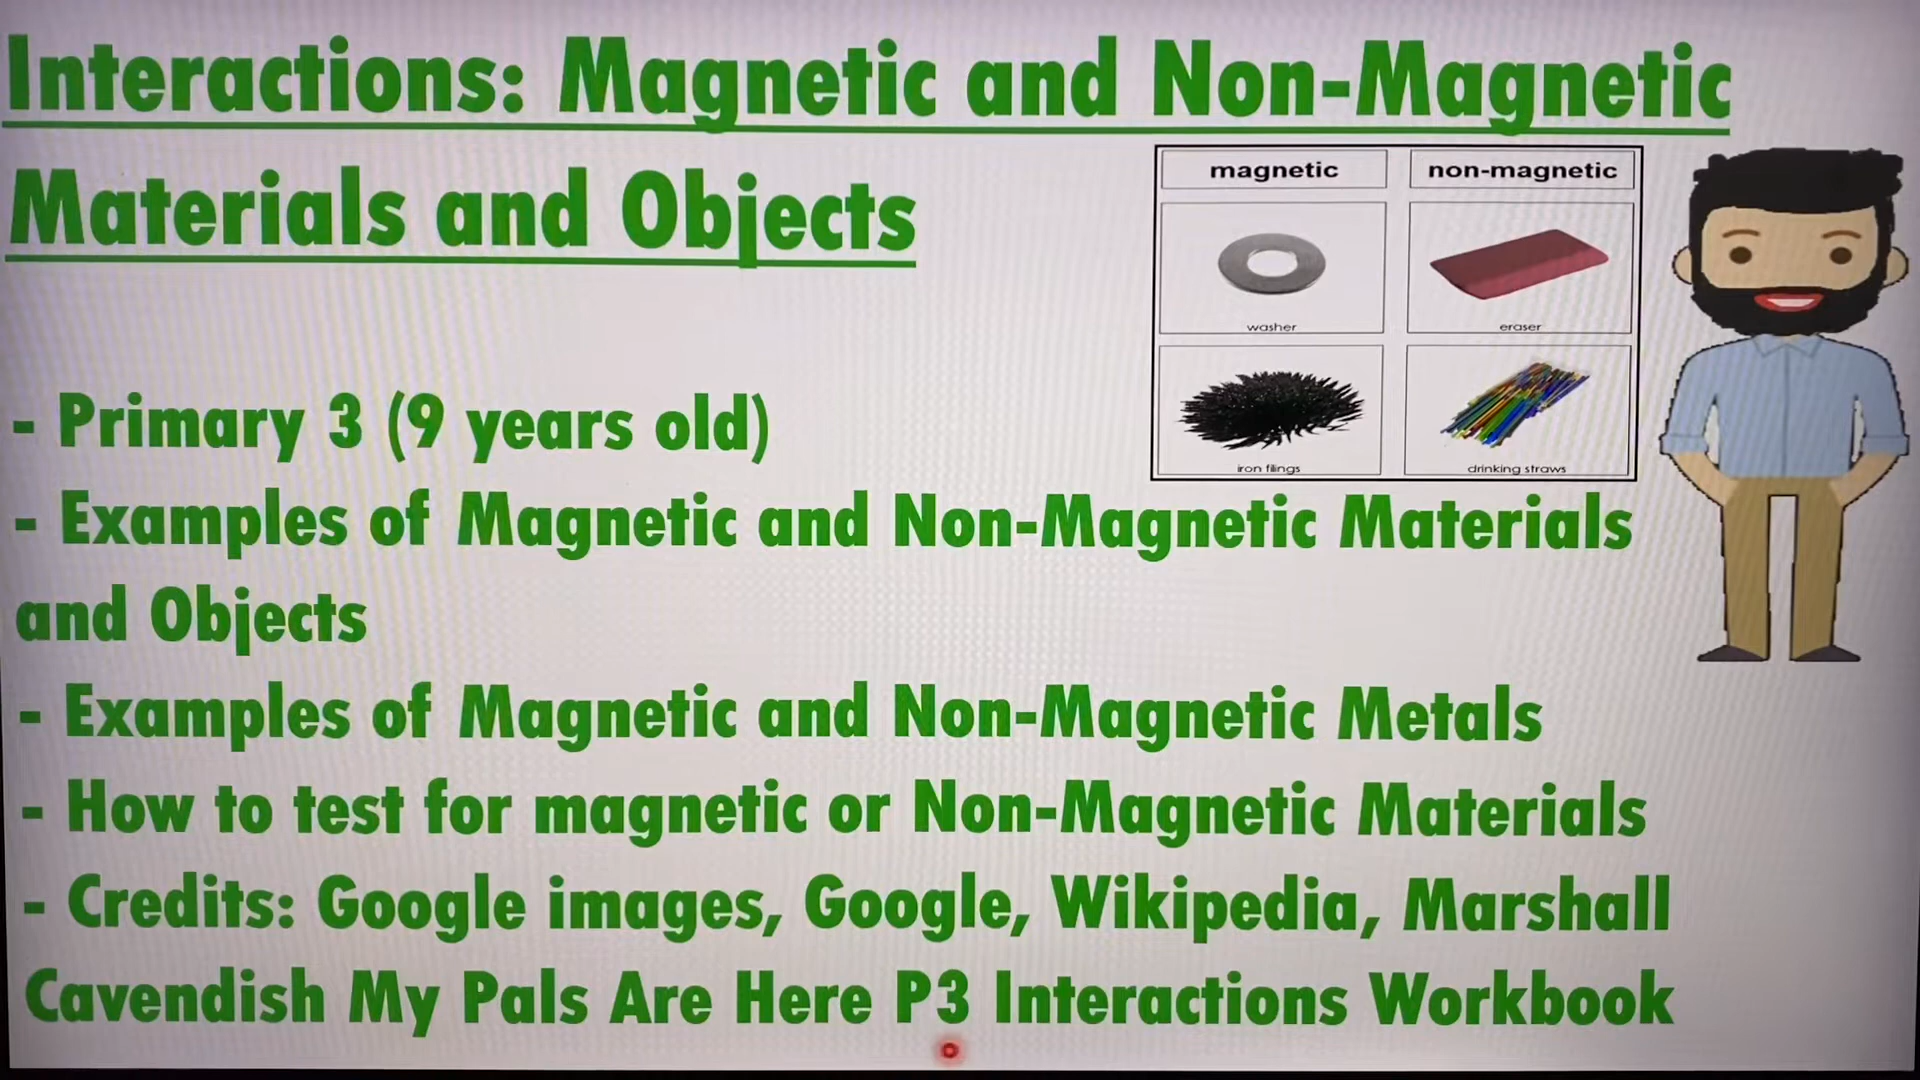 Interactions: Magnetic and Non-Magnetic
Materials and Objects
magnetic
non-magnetic
washer
eraser
iron filings
drinking straws
- Primary 3 (9 years old)
- Examples of Magnetic and Non-Magnetic Materials
and Objects
- Examples of Magnetic and Non-Magnetic Metals
- How to test for magnetic or Non-Magnetic Materials
- Credits: Google images, Google, Wikipedia, Marshall
Cavendish My Pals Are Here P3 Interactions Workbook